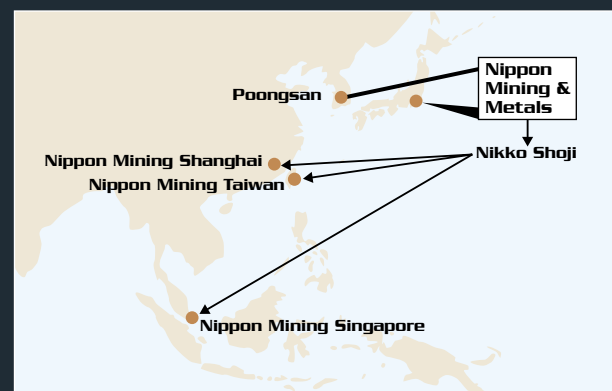 Nippon
Mining &
Metals
Poongsan
Nikko Shoji
Nippon Mining Shanghai
Nippon Mining Taiwan
Nippon Mining Singapore